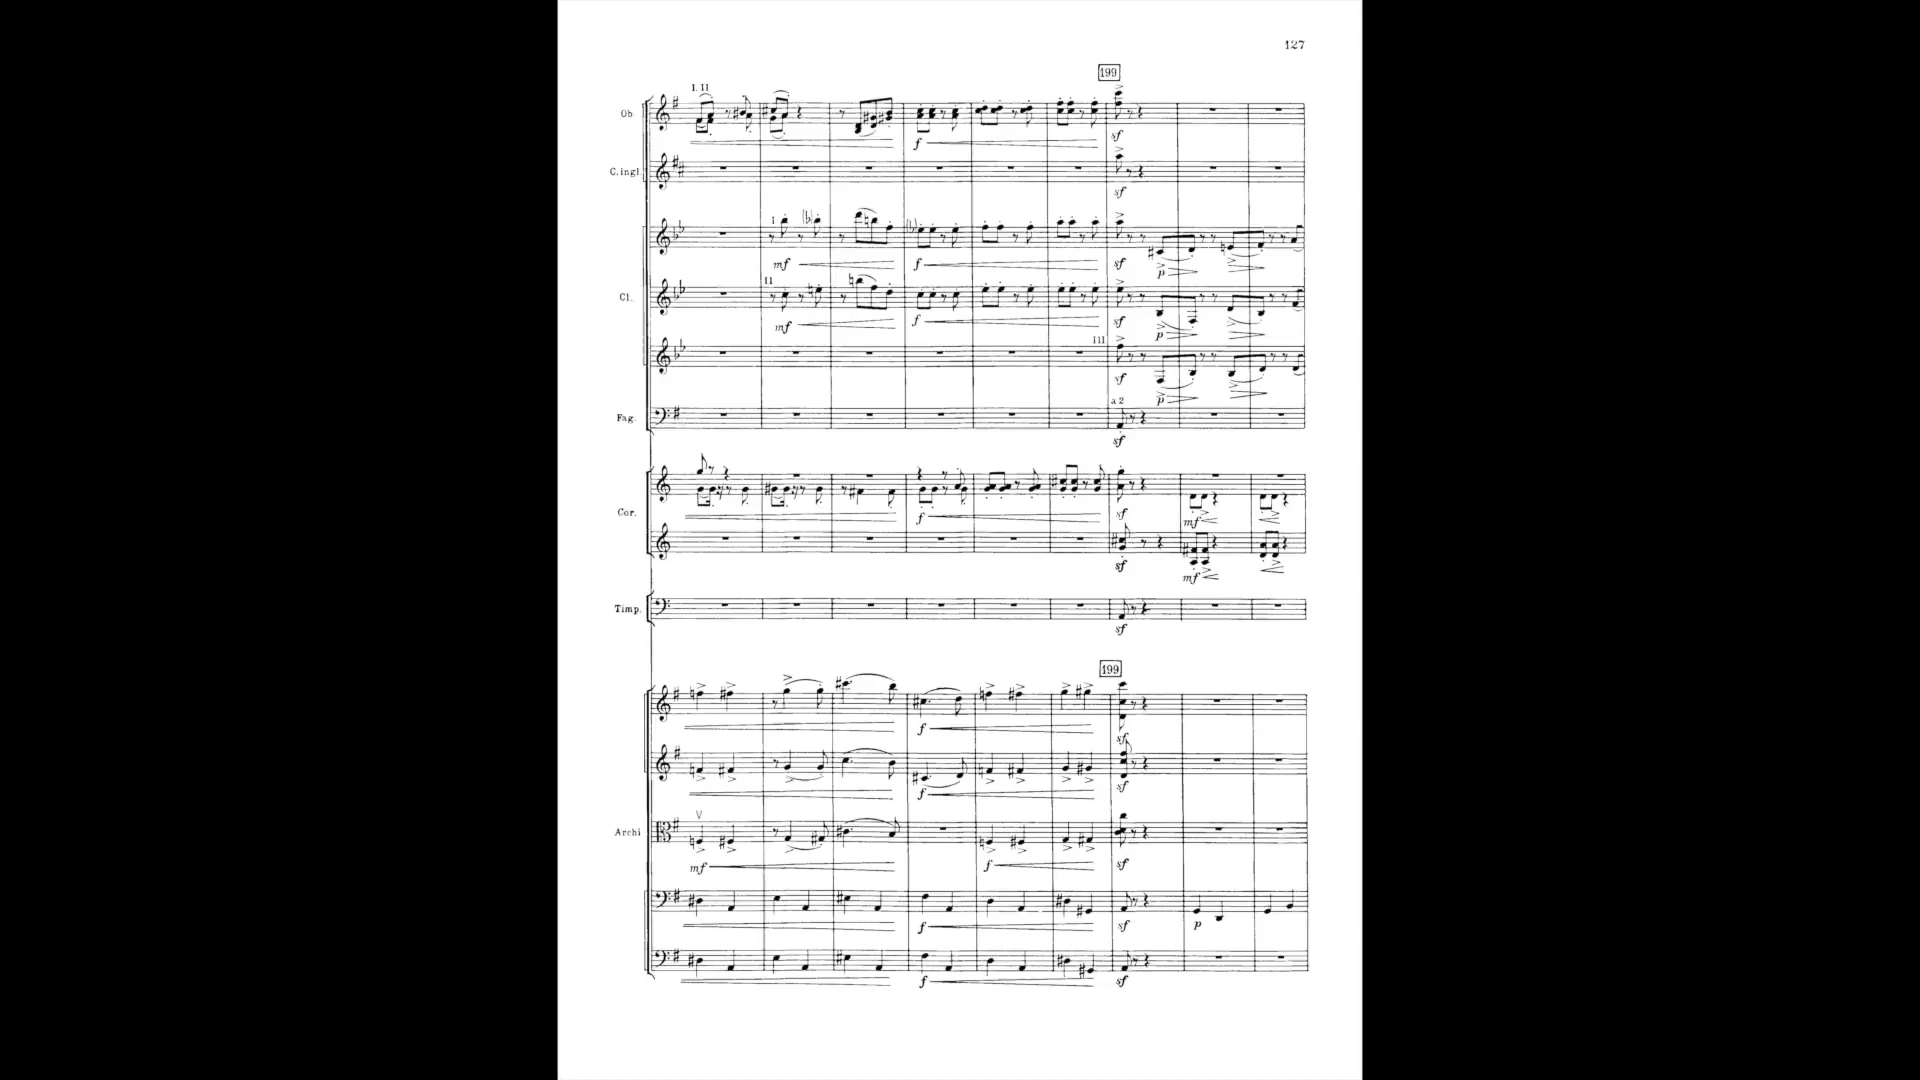 127
199
I. II
Ob
f
sf
C.ingl.
sf
I
mf
f
sf
p
II
Cl.
mf
f
sf
p
III
sf
p
a 2
Fag.
sf
f
sf
mf
Cor.
sf
mf
Timp.
sf
199
f
sf
f
sf
Archi
mf
f
sf
f
sf
p
f
sf